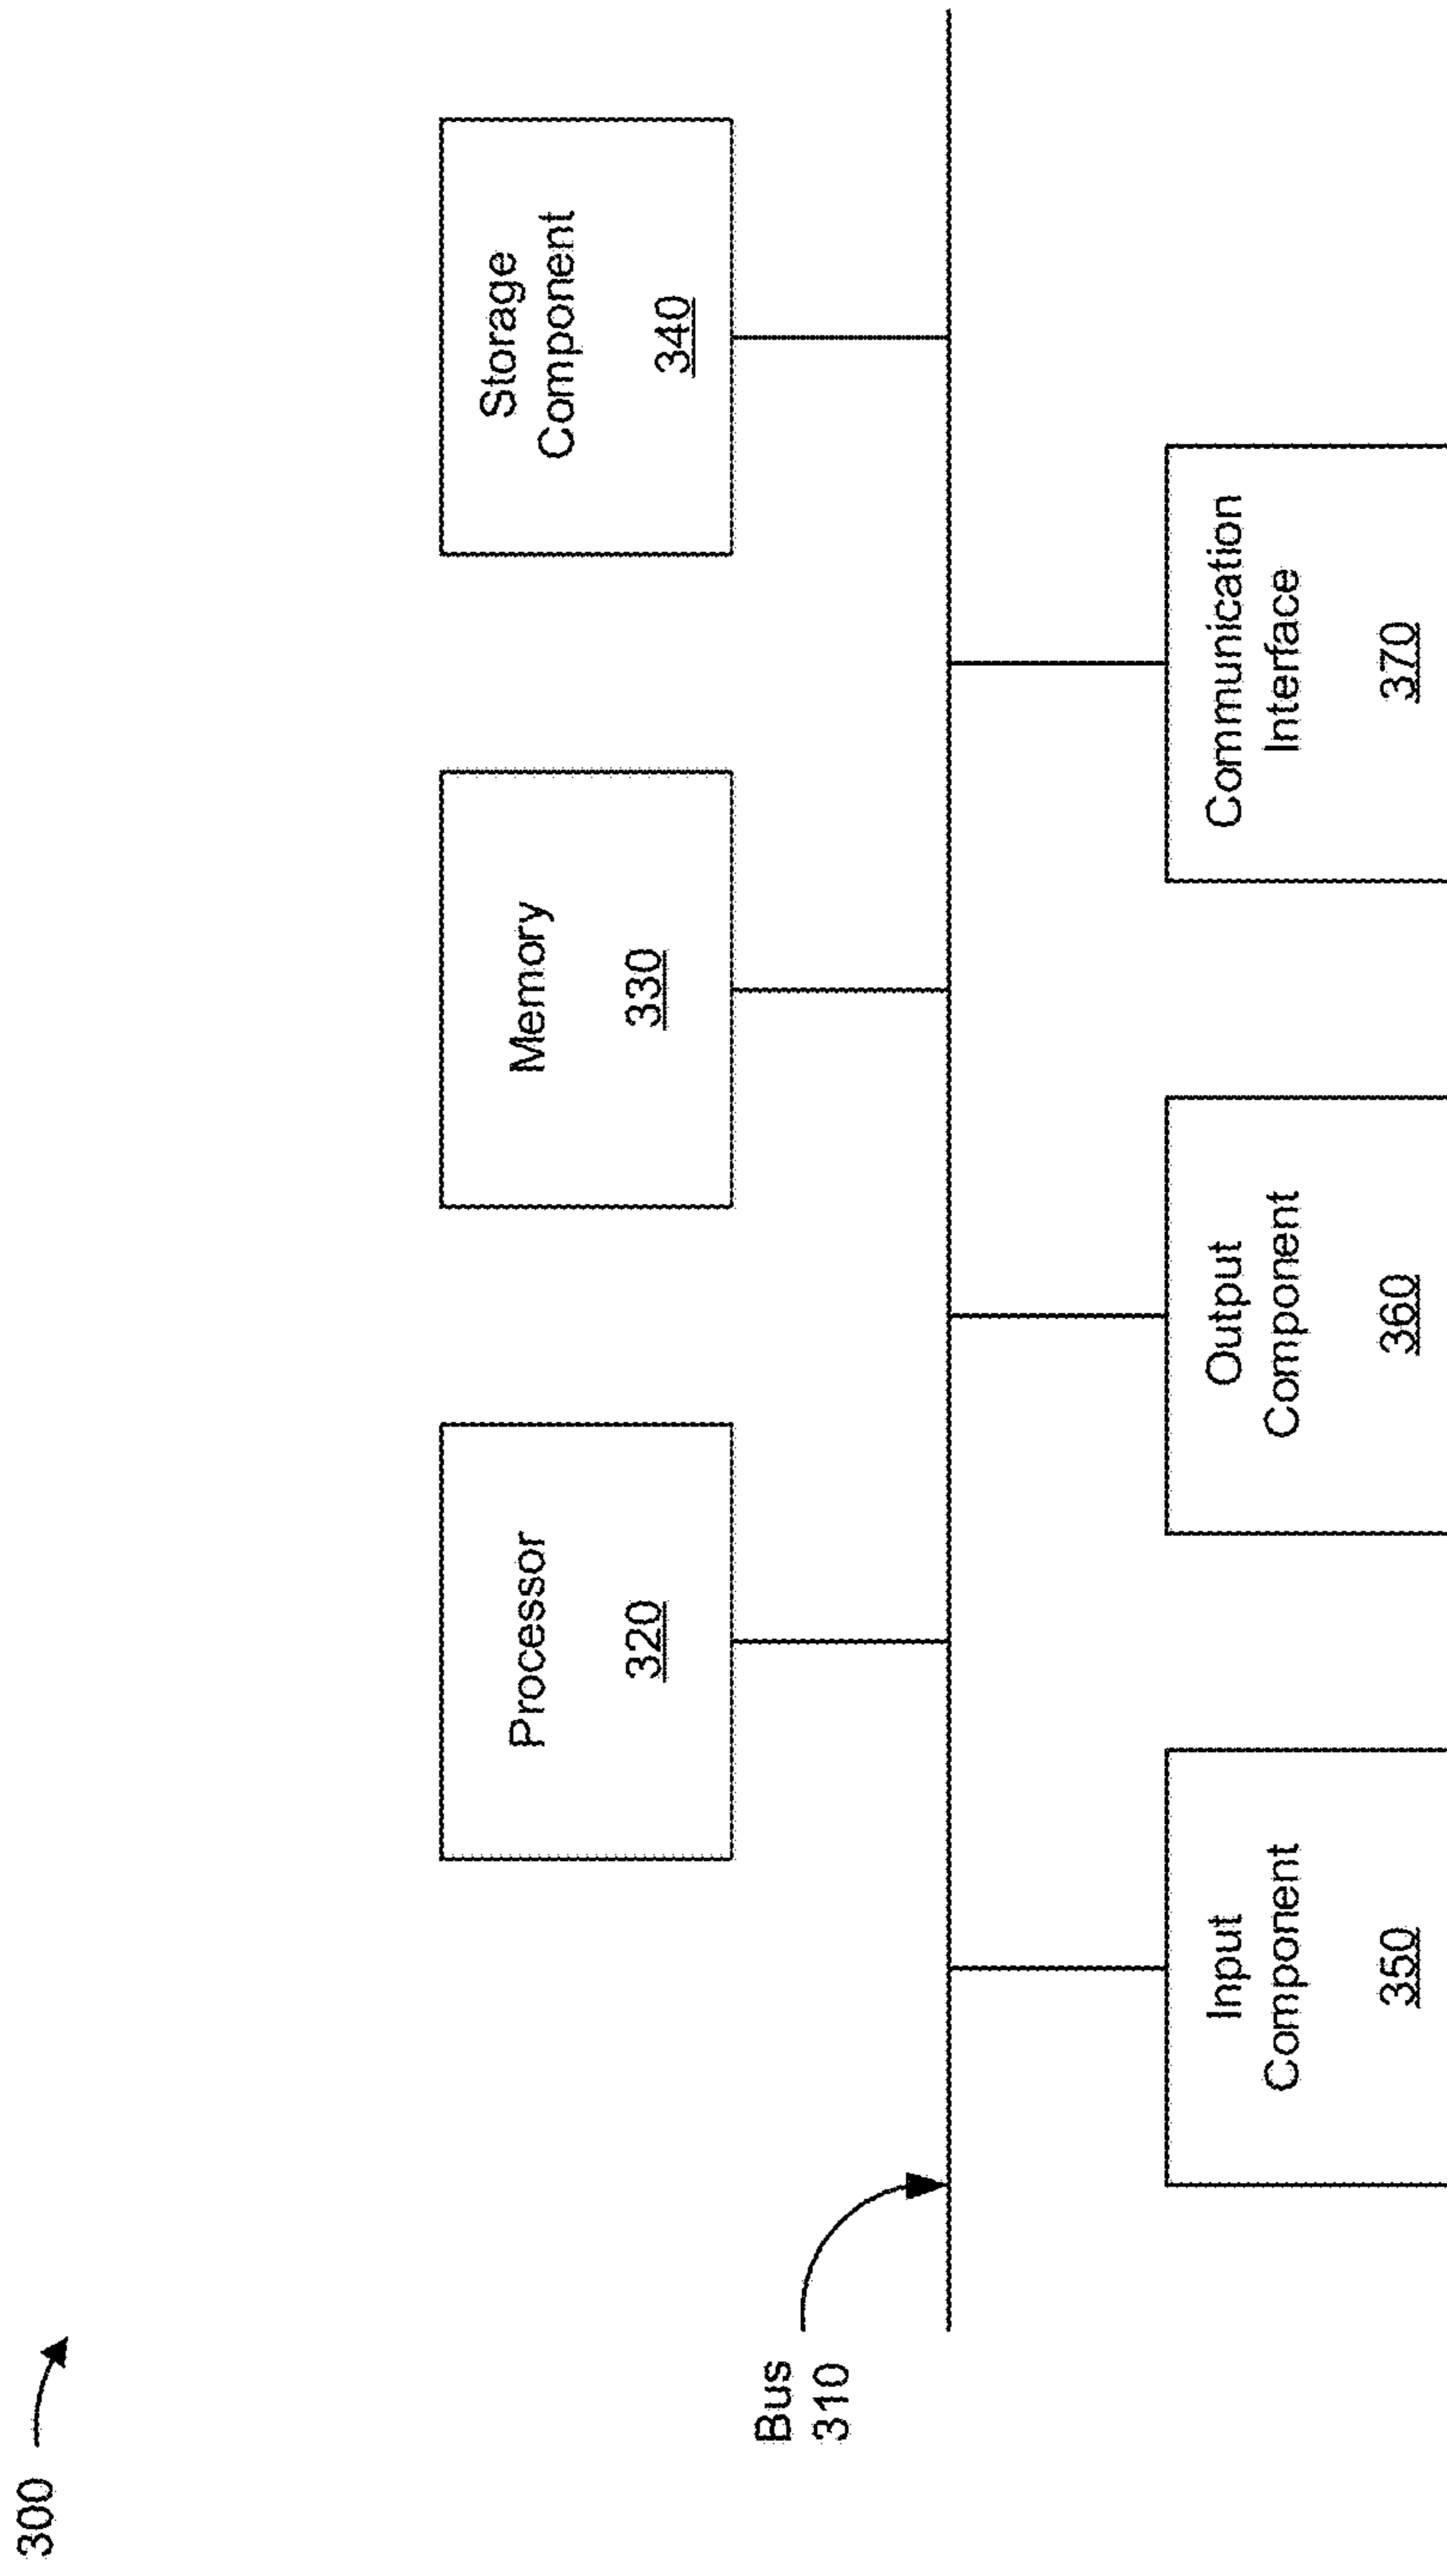 300
Bus
310
Processor
320
Memory
330
Storage
Component
340
Input
Component
350
Output
Component
360
Communication
Interface
370